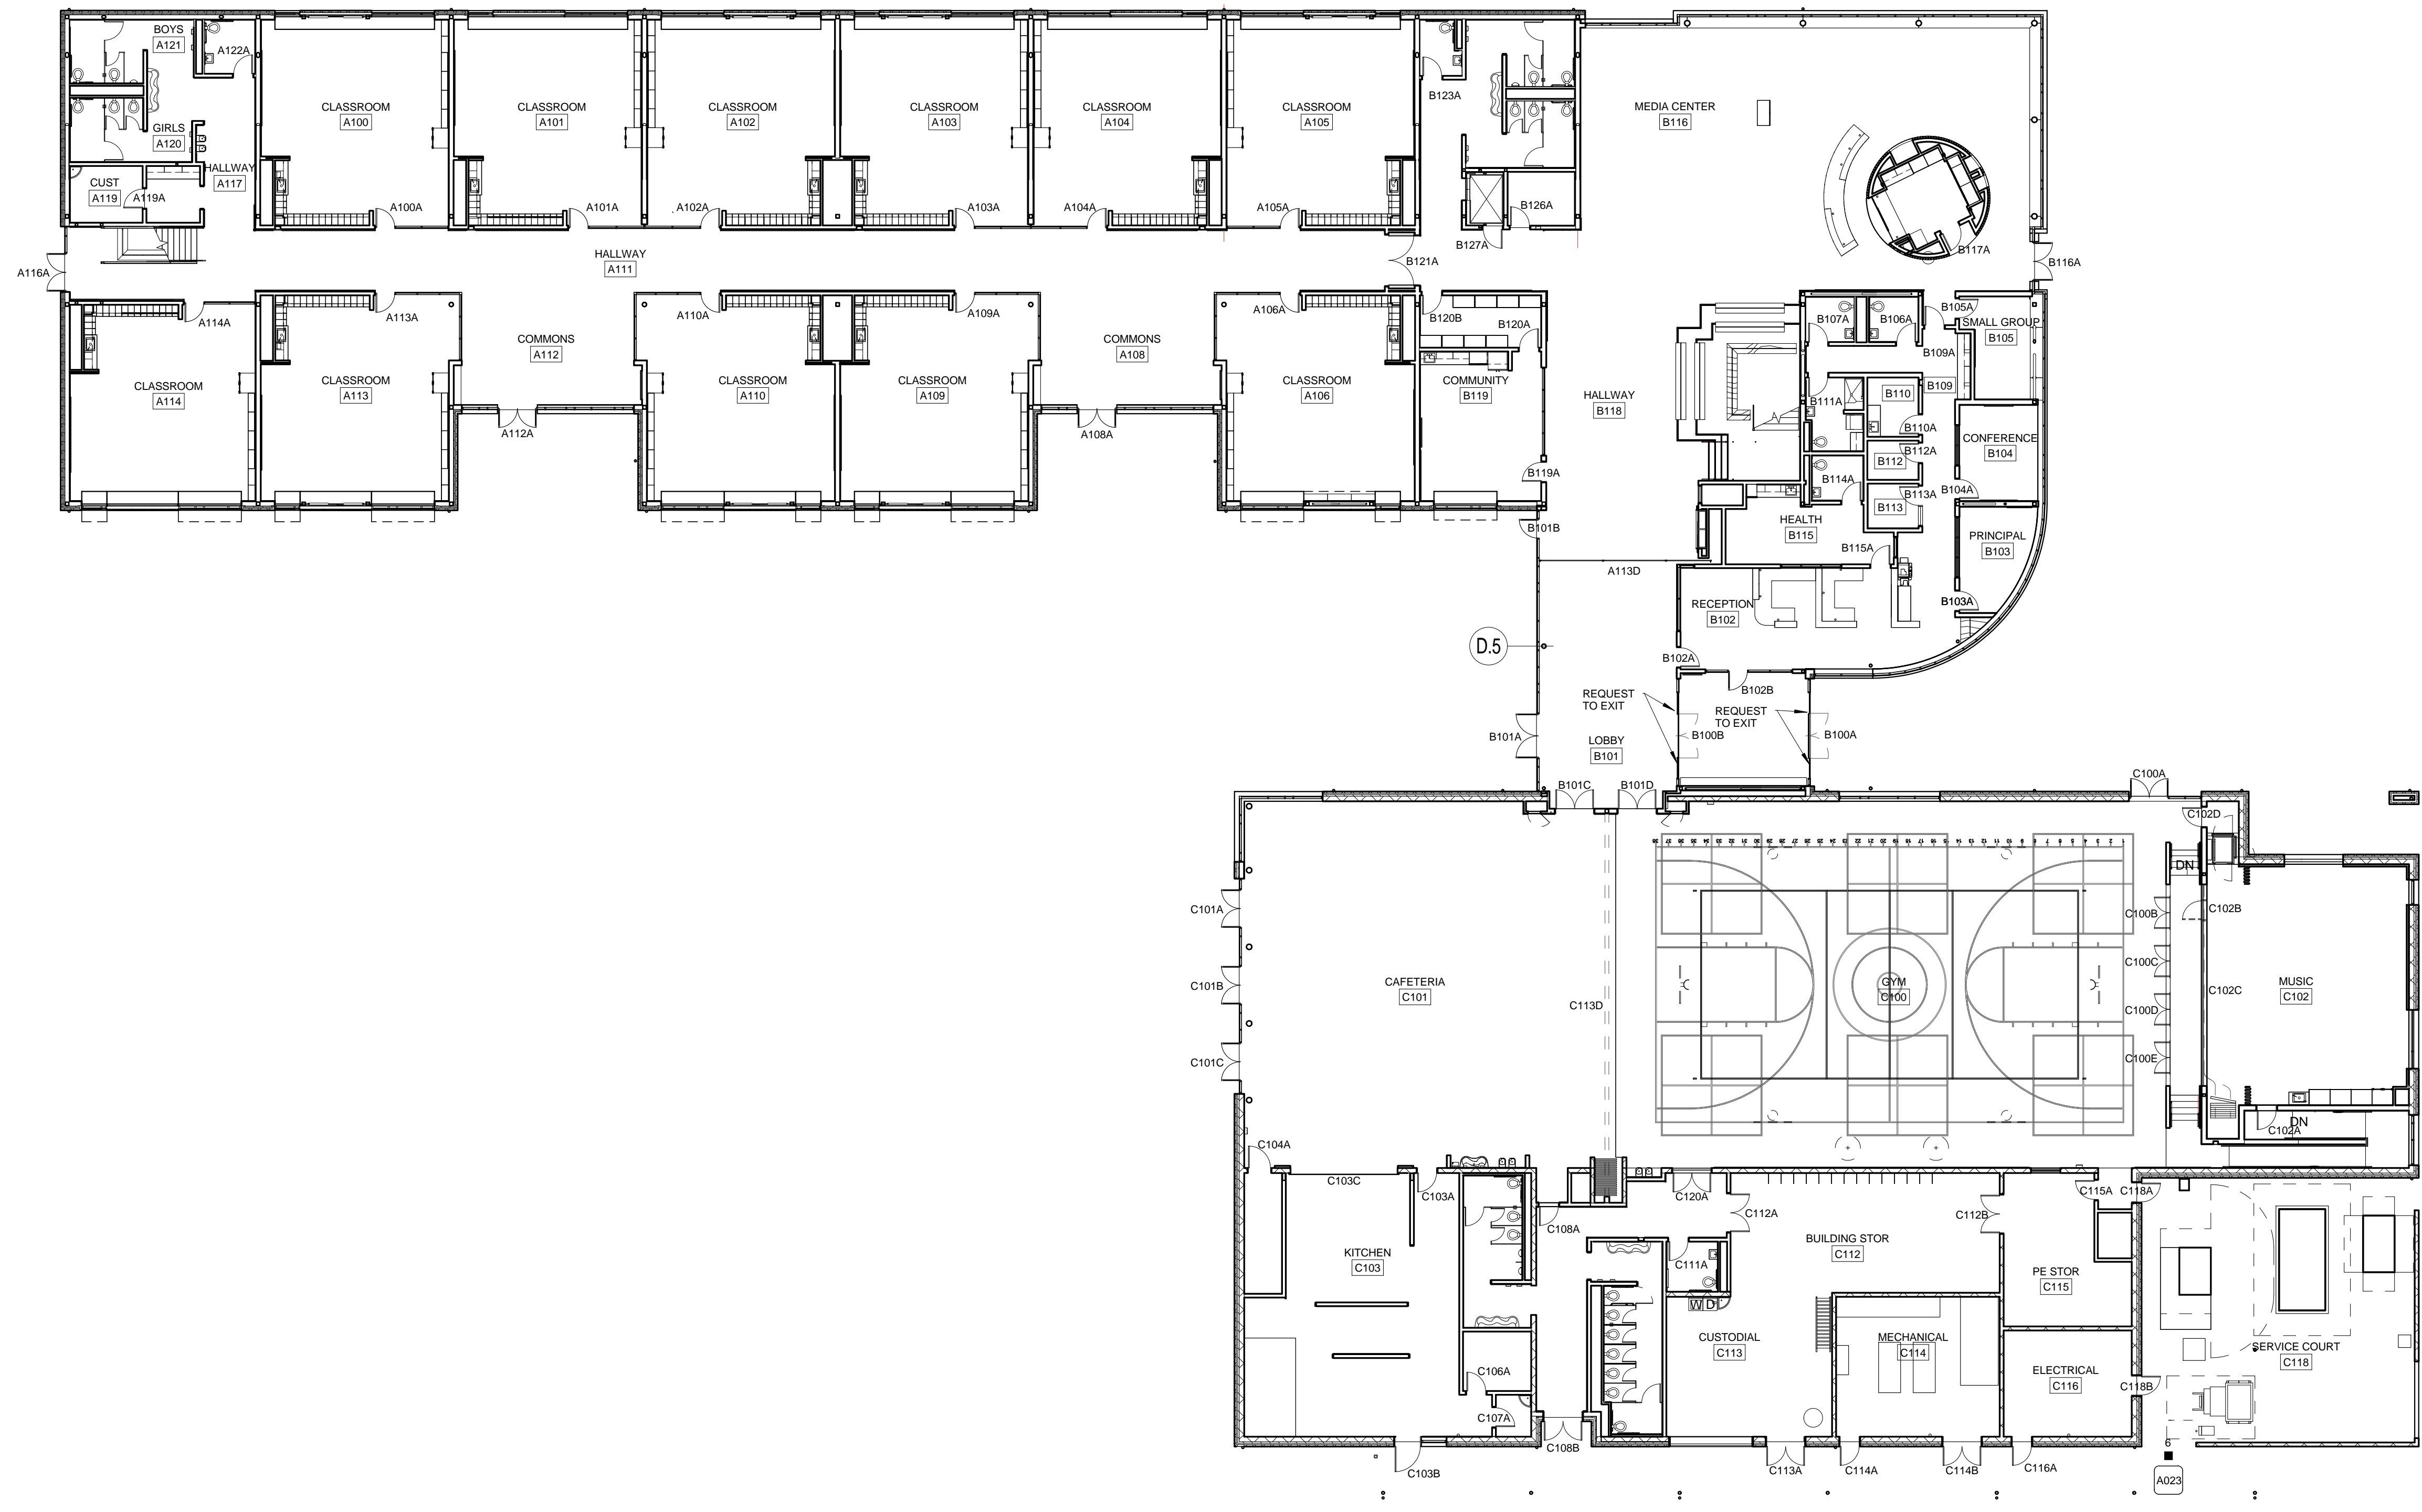 BOYS
A121
A122A
GIRLS
A120
HALLWAY
A117
CUST
A119
A119A
CLASSROOM
A100
CLASSROOM
A101
CLASSROOM
A102
CLASSROOM
A103
CLASSROOM
A104
CLASSROOM
A105
B123A
MEDIA CENTER
B116
A100A
A101A
A102A
A103A
A104A
A105A
B126A
B127A
B117A
A116A
HALLWAY
A111
B121A
B116A
A114A
A113A
A110A
A109A
A106A
B120B
B120A
B107A
B106A
B105A
SMALL GROUP
B105
COMMONS
A112
COMMONS
A108
B109A
CLASSROOM
A114
CLASSROOM
A113
CLASSROOM
A110
CLASSROOM
A109
CLASSROOM
A106
COMMUNITY
B119
HALLWAY
B118
B109
B110
B111A
B110A
A112A
A108A
CONFERENCE
B104
B112A
B112
B119A
B114A
B104A
B113A
B113
HEALTH
B115
B101B
PRINCIPAL
B103
B115A
A113D
RECEPTION
B102
B103A
D.5
B102A
B102B
REQUEST
TO EXIT
REQUEST
TO EXIT
B101A
LOBBY
B101
B100B
B100A
B101C
B101D
C100A
C102D
DN
C101A
C100B
C102B
C101B
CAFETERIA
C101
C113D
GYM
C100
C100C
C102C
C100D
MUSIC
C102
C101C
C100E
C102A
DN
C104A
C103C
C103A
C120A
C115A
C118A
C108A
C112A
C112B
KITCHEN
C103
BUILDING STOR
C112
C111A
PE STOR
C115
W D
CUSTODIAL
C113
MECHANICAL
C114
SERVICE COURT
C118
C106A
ELECTRICAL
C116
C118B
C107A
C108B
C103B
C113A
C114A
C114B
C116A
6
A023